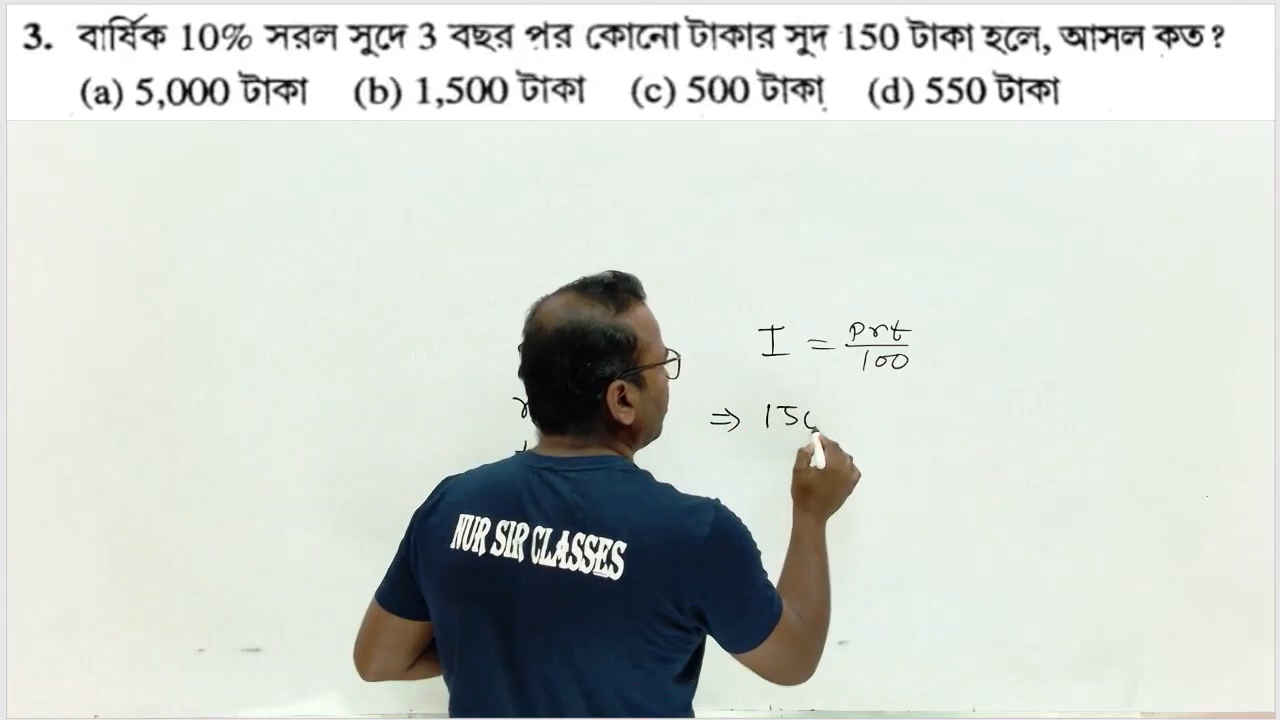 3. বার্ষিক 10% সরল সুদে 3 বছর পর কোনো টাকার সুদ 150 টাকা হলে, আসল কত ?
(a) 5,000 টাকা (b) 1,500 টাকা (c) 500 টাকা (d) 550 টাকা
I = prt
100
⇒ 150
NUR SIR CLASSES